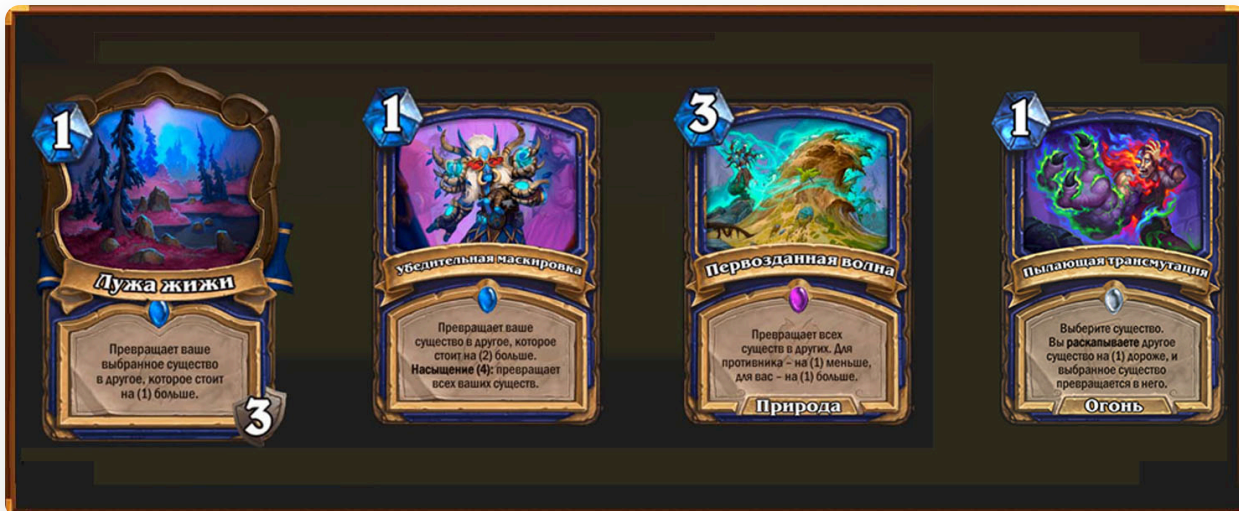 1
Лужа жижи
Превращает ваше
выбранное существо
в другое, которое стоит
на (1) больше.
3
1
Убедительная маскировка
Превращает ваше
существо в другое, которое
стоит на (2) больше.
Насыщение (4): превращает
всех ваших существ.
3
Первозданная волна
Превращает всех
существ в других. Для
противника – на (1) меньше,
для вас – на (1) больше.
Природа
1
Пылающая трансмутация
Выберите существо.
Вы раскапываете другое
существо на (1) дороже, и
выбранное существо
превращается в него.
Огонь